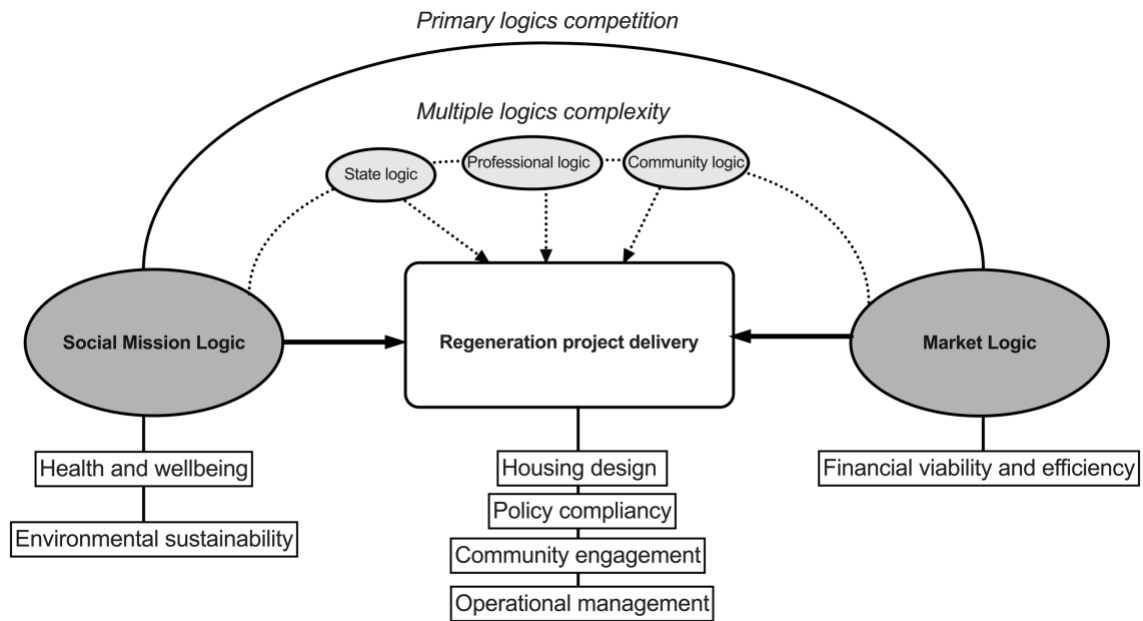 Primary logics competition
Multiple logics complexity
State logic
Professional logic
Community logic
Social Mission Logic
Regeneration project delivery
Market Logic
Health and wellbeing
Environmental sustainability
Housing design
Policy compliancy
Community engagement
Operational management
Financial viability and efficiency